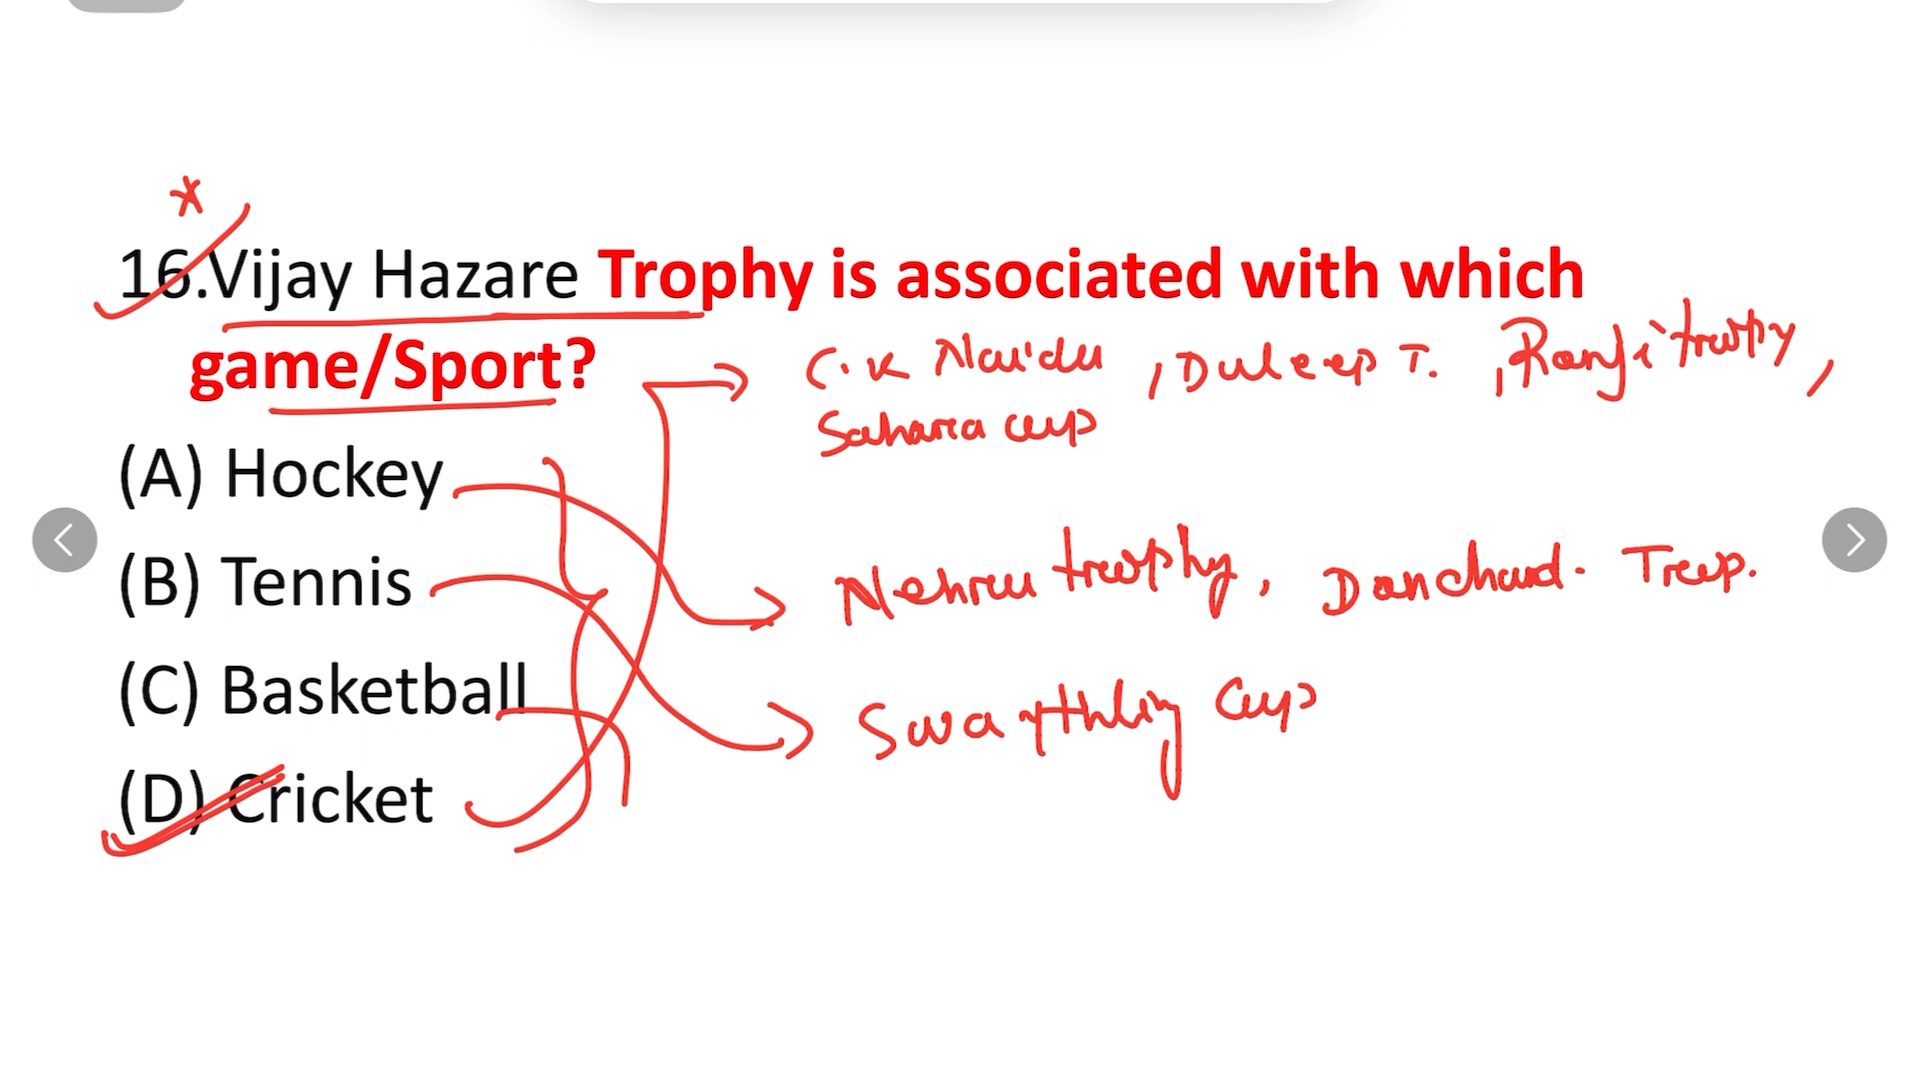 16.Vijay Hazare Trophy is associated with which
game/Sport?
C.K Naidu , Duleep T. , Ranji trophy ,
Sahara cup
(A) Hockey
(B) Tennis
Nehru trophy, Danchand. Trop.
(C) Basketball
Swaythling Cup
(D) Cricket